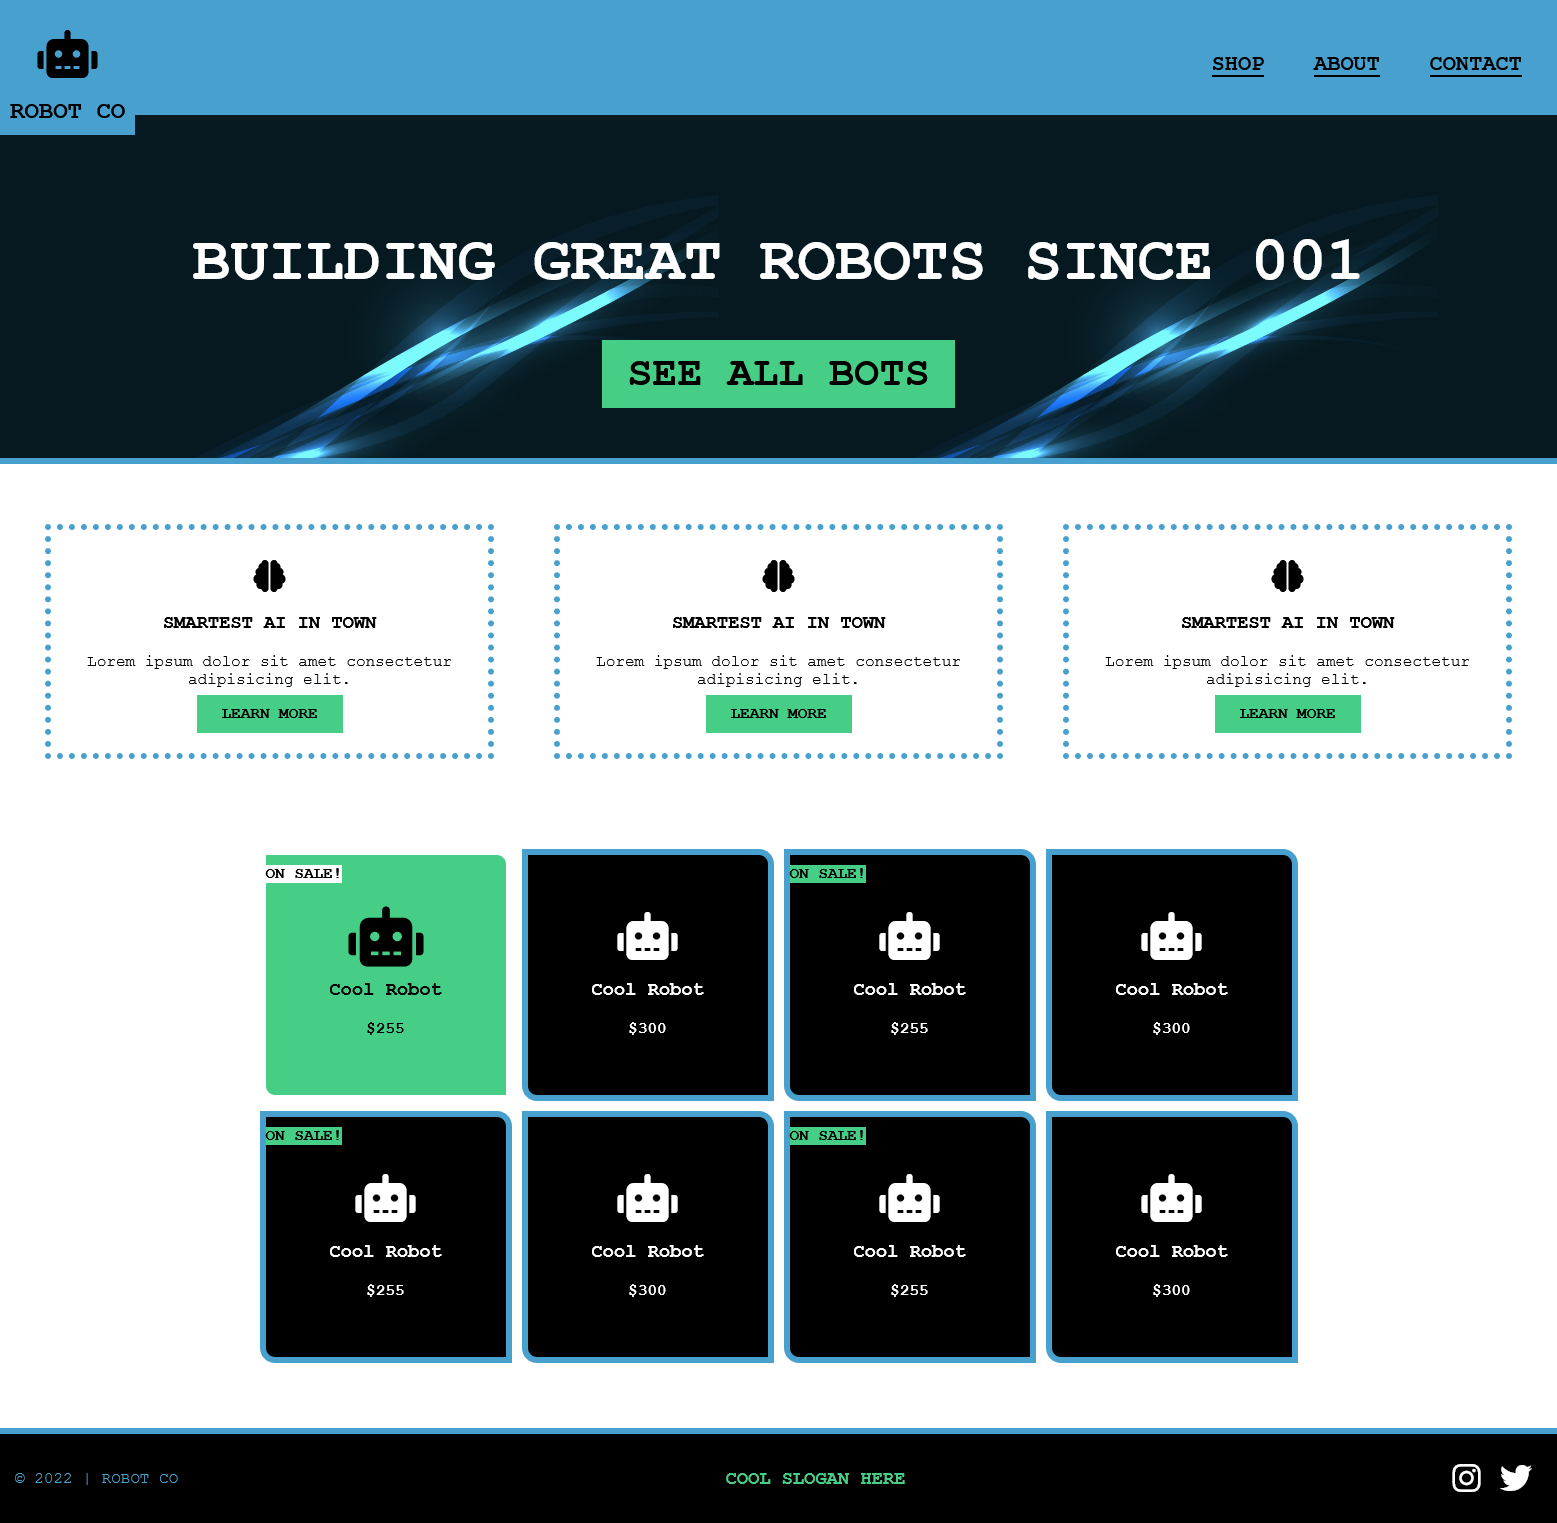 ROBOT CO
SHOP
ABOUT
CONTACT
BUILDING GREAT ROBOTS SINCE 001
SEE ALL BOTS
SMARTEST AI IN TOWN
Lorem ipsum dolor sit amet consectetur
adipisicing elit.
LEARN MORE
SMARTEST AI IN TOWN
Lorem ipsum dolor sit amet consectetur
adipisicing elit.
LEARN MORE
SMARTEST AI IN TOWN
Lorem ipsum dolor sit amet consectetur
adipisicing elit.
LEARN MORE
ON SALE!
Cool Robot
$255
Cool Robot
$300
ON SALE!
Cool Robot
$255
Cool Robot
$300
ON SALE!
Cool Robot
$255
Cool Robot
$300
ON SALE!
Cool Robot
$255
Cool Robot
$300
© 2022 | ROBOT CO
COOL SLOGAN HERE